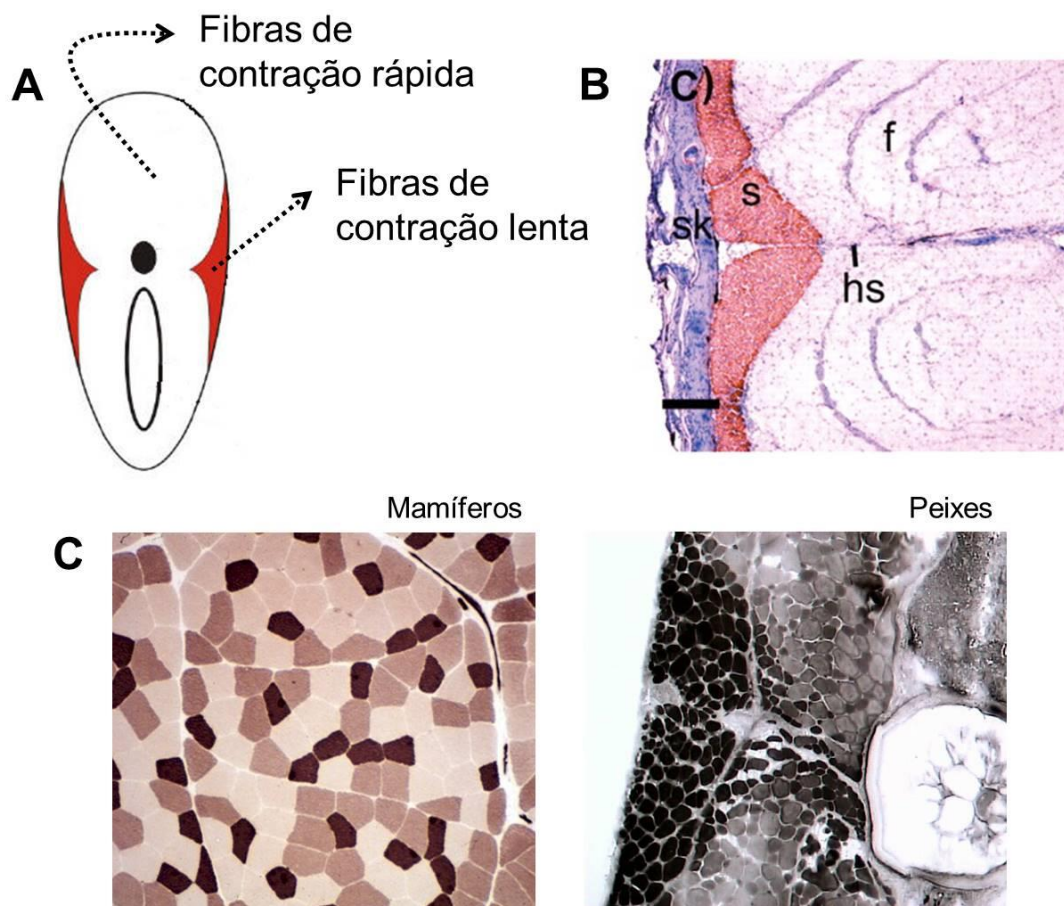 Fibras de
contração rápida
A
Fibras de
contração lenta
B
C)
f
s
sk
hs
Mamíferos
Peixes
C